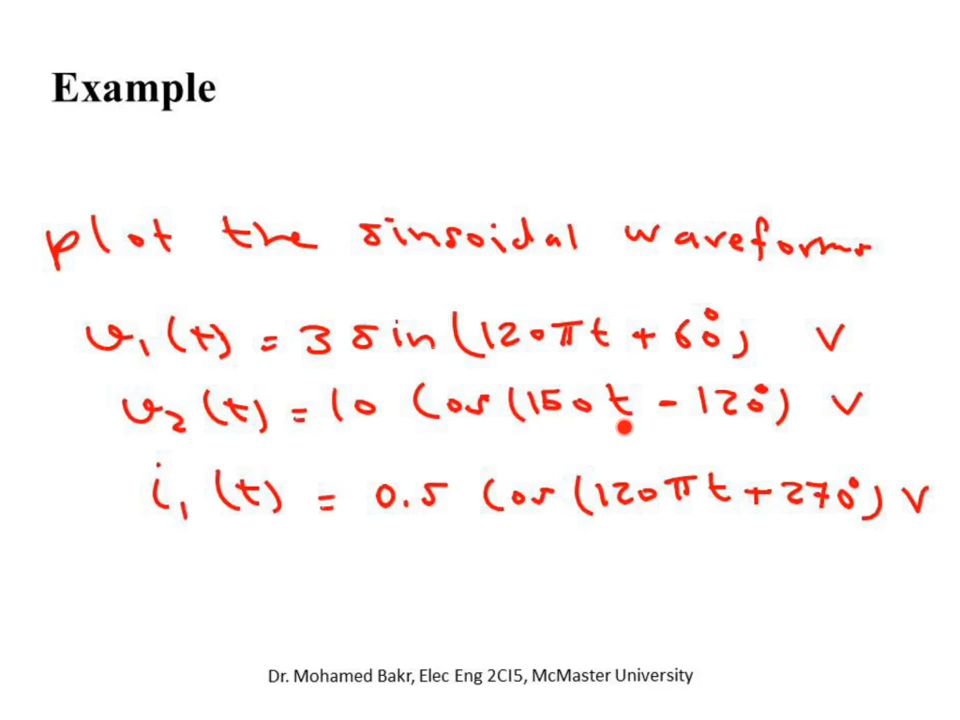 Example
plot the sinsoidal waveforms
v₁(t) = 3 sin(120πt + 60°) V
v₂(t) = 10 Cos(150t - 120°) V
i₁(t) = 0.5 Cos(120πt + 270°) V
Dr. Mohamed Bakr, Elec Eng 2CI5, McMaster University